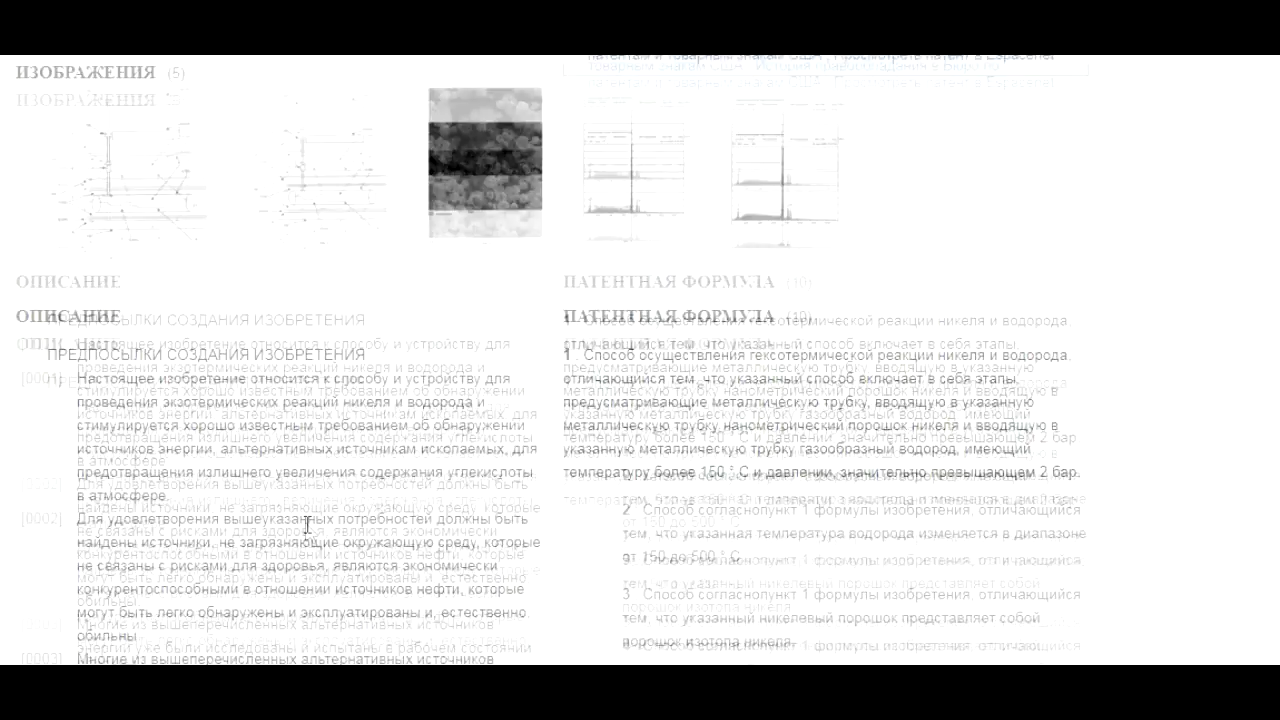 ИЗОБРАЖЕНИЯ (5)
ОПИСАНИЕ
ПРЕДПОСЫЛКИ СОЗДАНИЯ ИЗОБРЕТЕНИЯ
[0001] Настоящее изобретение относится к способу и устройству для
проведения экзотермических реакций никеля и водорода и
стимулируется хорошо известным требованием об обнаружении
источников энергии, альтернативных источникам ископаемых, для
предотвращения излишнего увеличения содержания углекислоты
в атмосфере.
[0002] Для удовлетворения вышеуказанных потребностей должны быть
найдены источники, не загрязняющие окружающую среду, которые
не связаны с рисками для здоровья, являются экономически
конкурентоспособными в отношении источников нефти, которые
могут быть легко обнаружены и эксплуатированы и, естественно,
обильны.
[0003] Многие из вышеперечисленных альтернативных источников
ПАТЕНТНАЯ ФОРМУЛА (10)
1 . Способ осуществления гексотермической реакции никеля и водорода,
отличающийся тем, что указанный способ включает в себя этапы,
предусматривающие металлическую трубку, вводящую в указанную
металлическую трубку нанометрический порошок никеля и вводящую в
указанную металлическую трубку газообразный водород, имеющий
температуру более 150 ° С и давлении, значительно превышающем 2 бар.
2 . Способ согласнопункт 1 формулы изобретения, отличающийся
тем, что указанная температура водорода изменяется в диапазоне
от 150 до 500 ° С.
3 . Способ согласнопункт 1 формулы изобретения, отличающийся
тем, что указанный никелевый порошок представляет собой
порошок изотопа никеля.